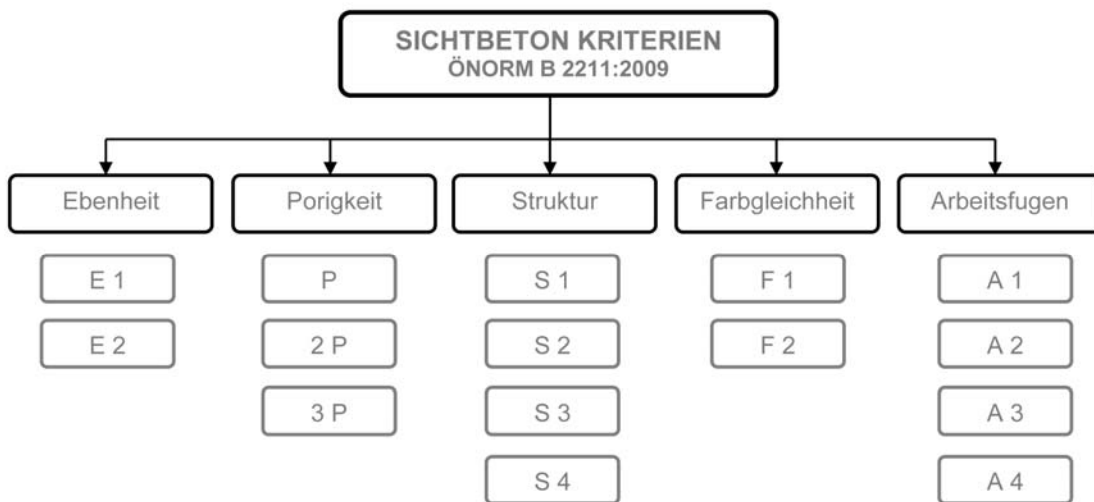 SICHTBETON KRITERIEN
ÖNORM B 2211:2009
Ebenheit
Porigkeit
Struktur
Farbgleichheit
Arbeitsfugen
E 1
P
S 1
F 1
A 1
E 2
2 P
S 2
F 2
A 2
3 P
S 3
A 3
S 4
A 4